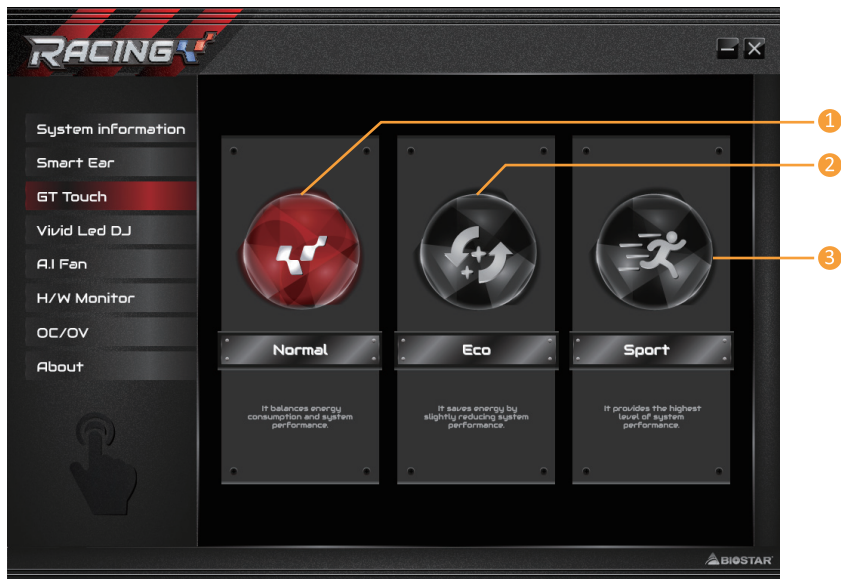 RACING
System information
Smart Ear
GT Touch
Vivid Led DJ
A.I Fan
H/W Monitor
OC/OV
About
1
2
3
Normal
Eco
Sport
It balances energy
consumption and system
performance.
It saves energy by
slightly reducing system
performance.
It provides the highest
level of system
performance.
BIOSTAR